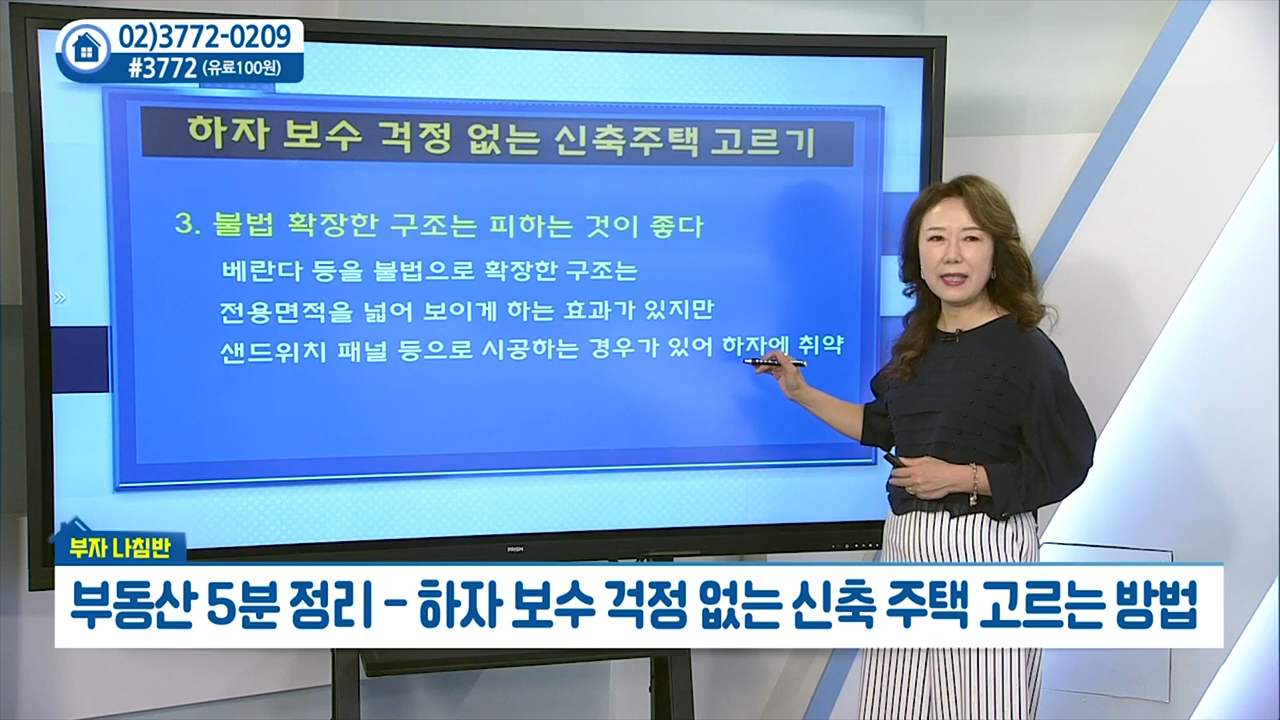 02)3772-0209
#3772 (유료100원)
하자 보수 걱정 없는 신축주택 고르기
3. 불법 확장한 구조는 피하는 것이 좋다
베란다 등을 불법으로 확장한 구조는
전용면적을 넓어 보이게 하는 효과가 있지만
샌드위치 패널 등으로 시공하는 경우가 있어 하자에 취약
PRISM
부자 나침반
부동산 5분 정리 - 하자 보수 걱정 없는 신축 주택 고르는 방법